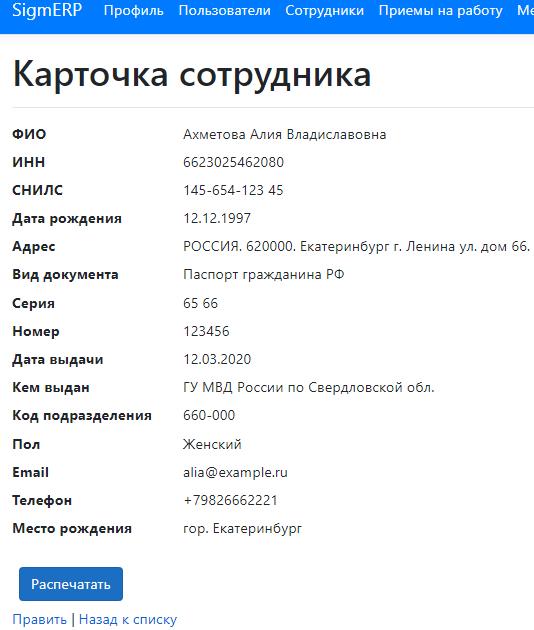 SigmERP Профиль Пользователи Сотрудники Приемы на работу
Карточка сотрудника
ФИО Ахметова Алия Владиславовна
ИНН 6623025462080
СНИЛС 145-654-123 45
Дата рождения 12.12.1997
Адрес РОССИЯ. 620000. Екатеринбург г. Ленина ул. дом 66.
Вид документа Паспорт гражданина РФ
Серия 65 66
Номер 123456
Дата выдачи 12.03.2020
Кем выдан ГУ МВД России по Свердловской обл.
Код подразделения 660-000
Пол Женский
Email alia@example.ru
Телефон +79826662221
Место рождения гор. Екатеринбург
Распечатать
Править | Назад к списку